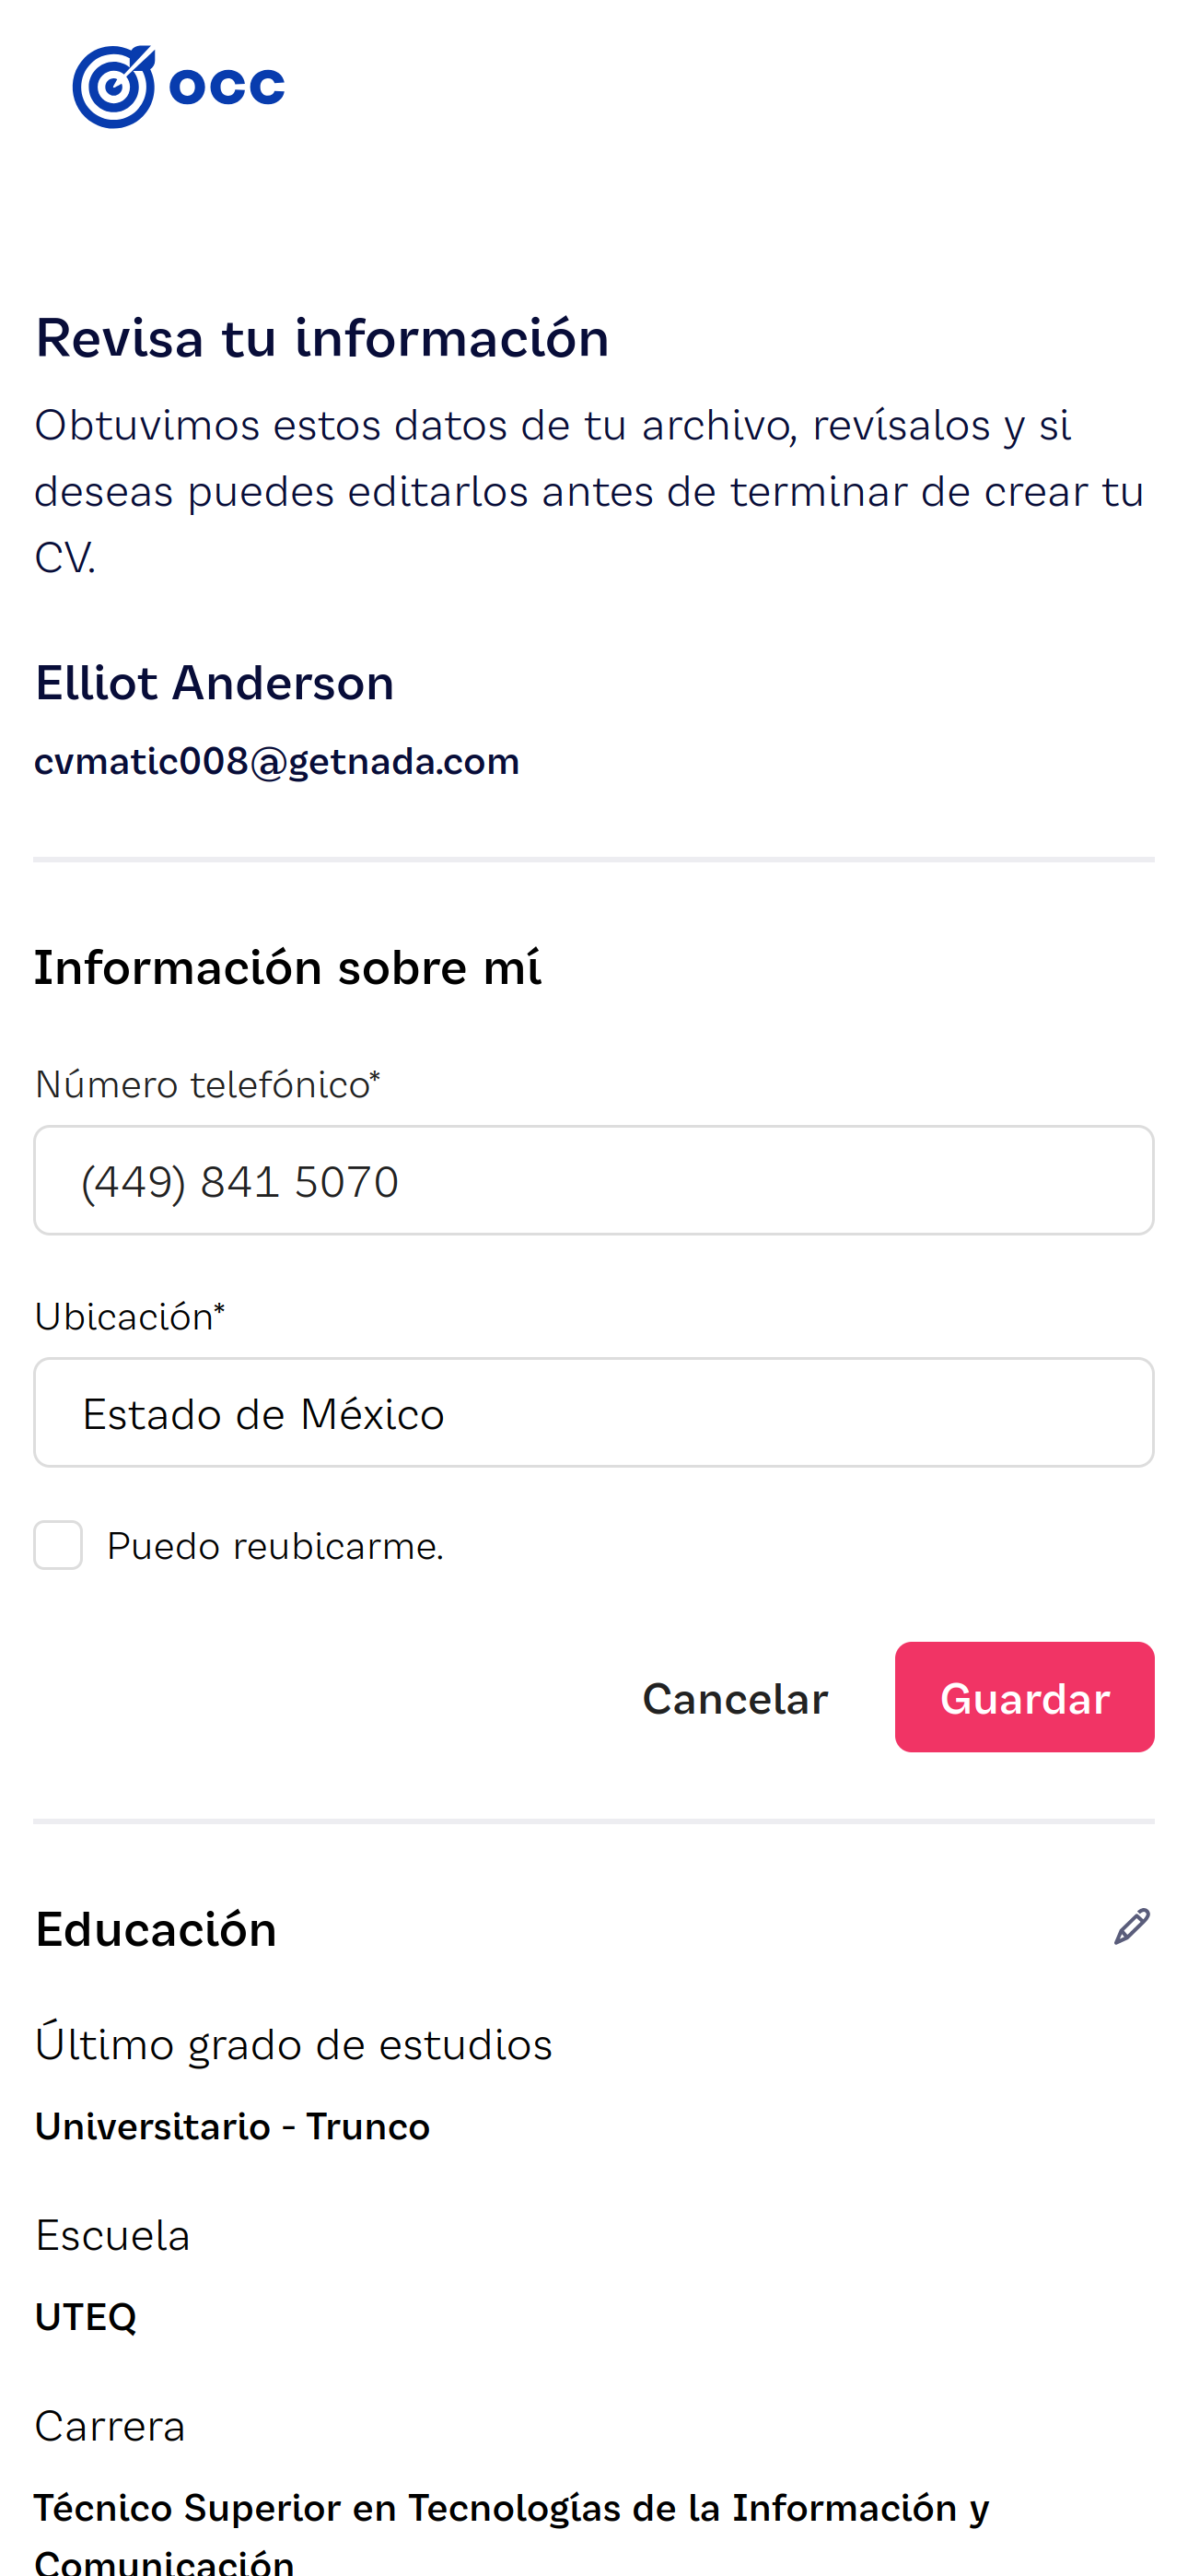 occ
Revisa tu información
Obtuvimos estos datos de tu archivo, revísalos y si
deseas puedes editarlos antes de terminar de crear tu
CV.
Elliot Anderson
cvmatic008@getnada.com
Información sobre mí
Número telefónico*
(449) 841 5070
Ubicación*
Estado de México
Puedo reubicarme.
Cancelar
Guardar
Educación
Último grado de estudios
Universitario - Trunco
Escuela
UTEQ
Carrera
Técnico Superior en Tecnologías de la Información y
Comunicación